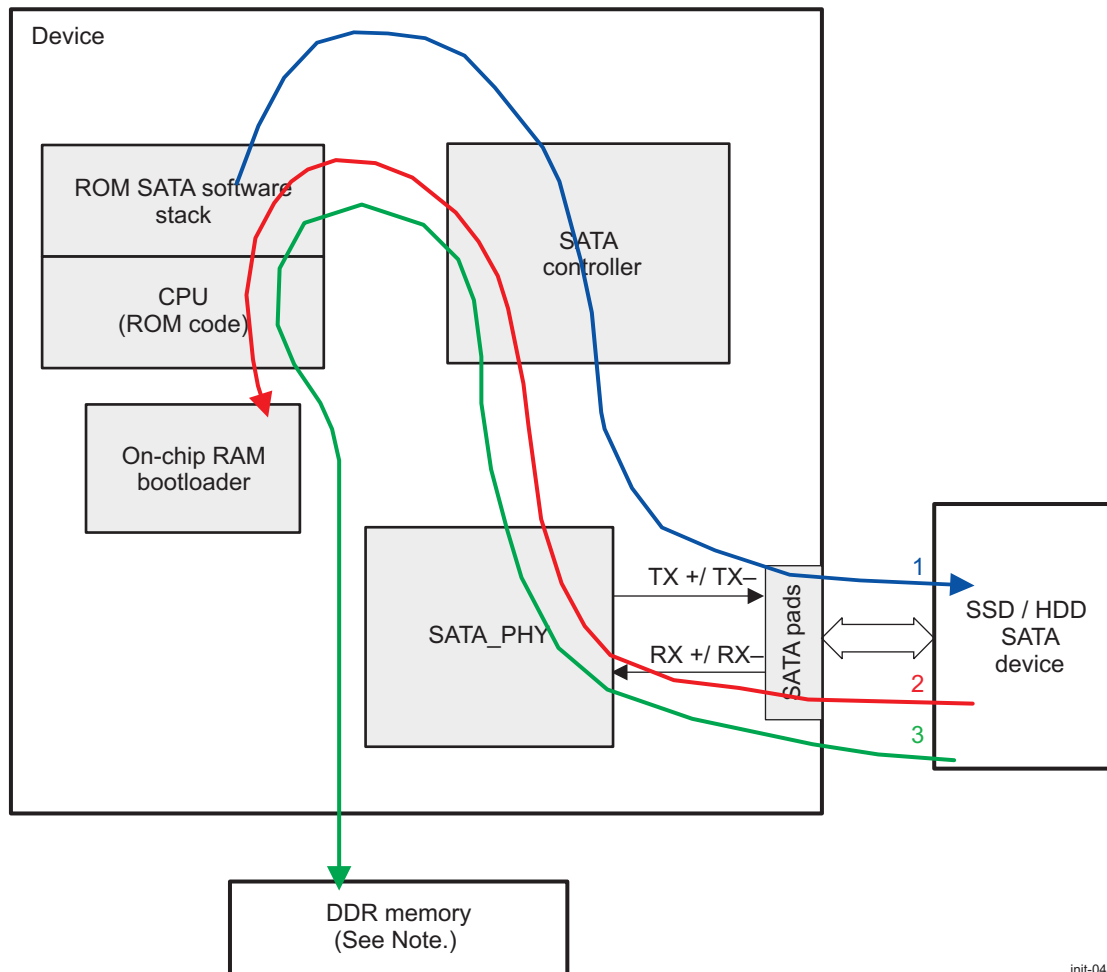 Device
ROM SATA software
stack
SATA
controller
CPU
(ROM code)
On-chip RAM
bootloader
SATA_PHY
TX +/ TX–
RX +/ RX–
SATA pads
1
2
3
SSD / HDD
SATA
device
DDR memory
(See Note.)
init-04